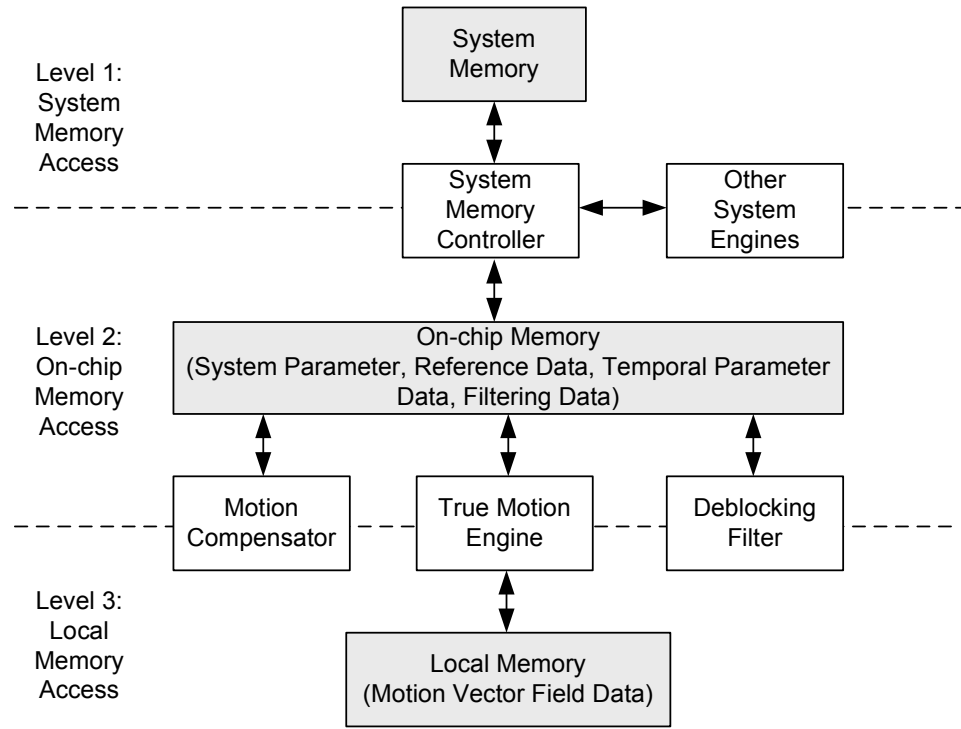 System
Memory
Level 1:
System
Memory
Access
System
Memory
Controller
Other
System
Engines
Level 2:
On-chip
Memory
Access
On-chip Memory
(System Parameter, Reference Data, Temporal Parameter
Data, Filtering Data)
Motion
Compensator
True Motion
Engine
Deblocking
Filter
Level 3:
Local
Memory
Access
Local Memory
(Motion Vector Field Data)